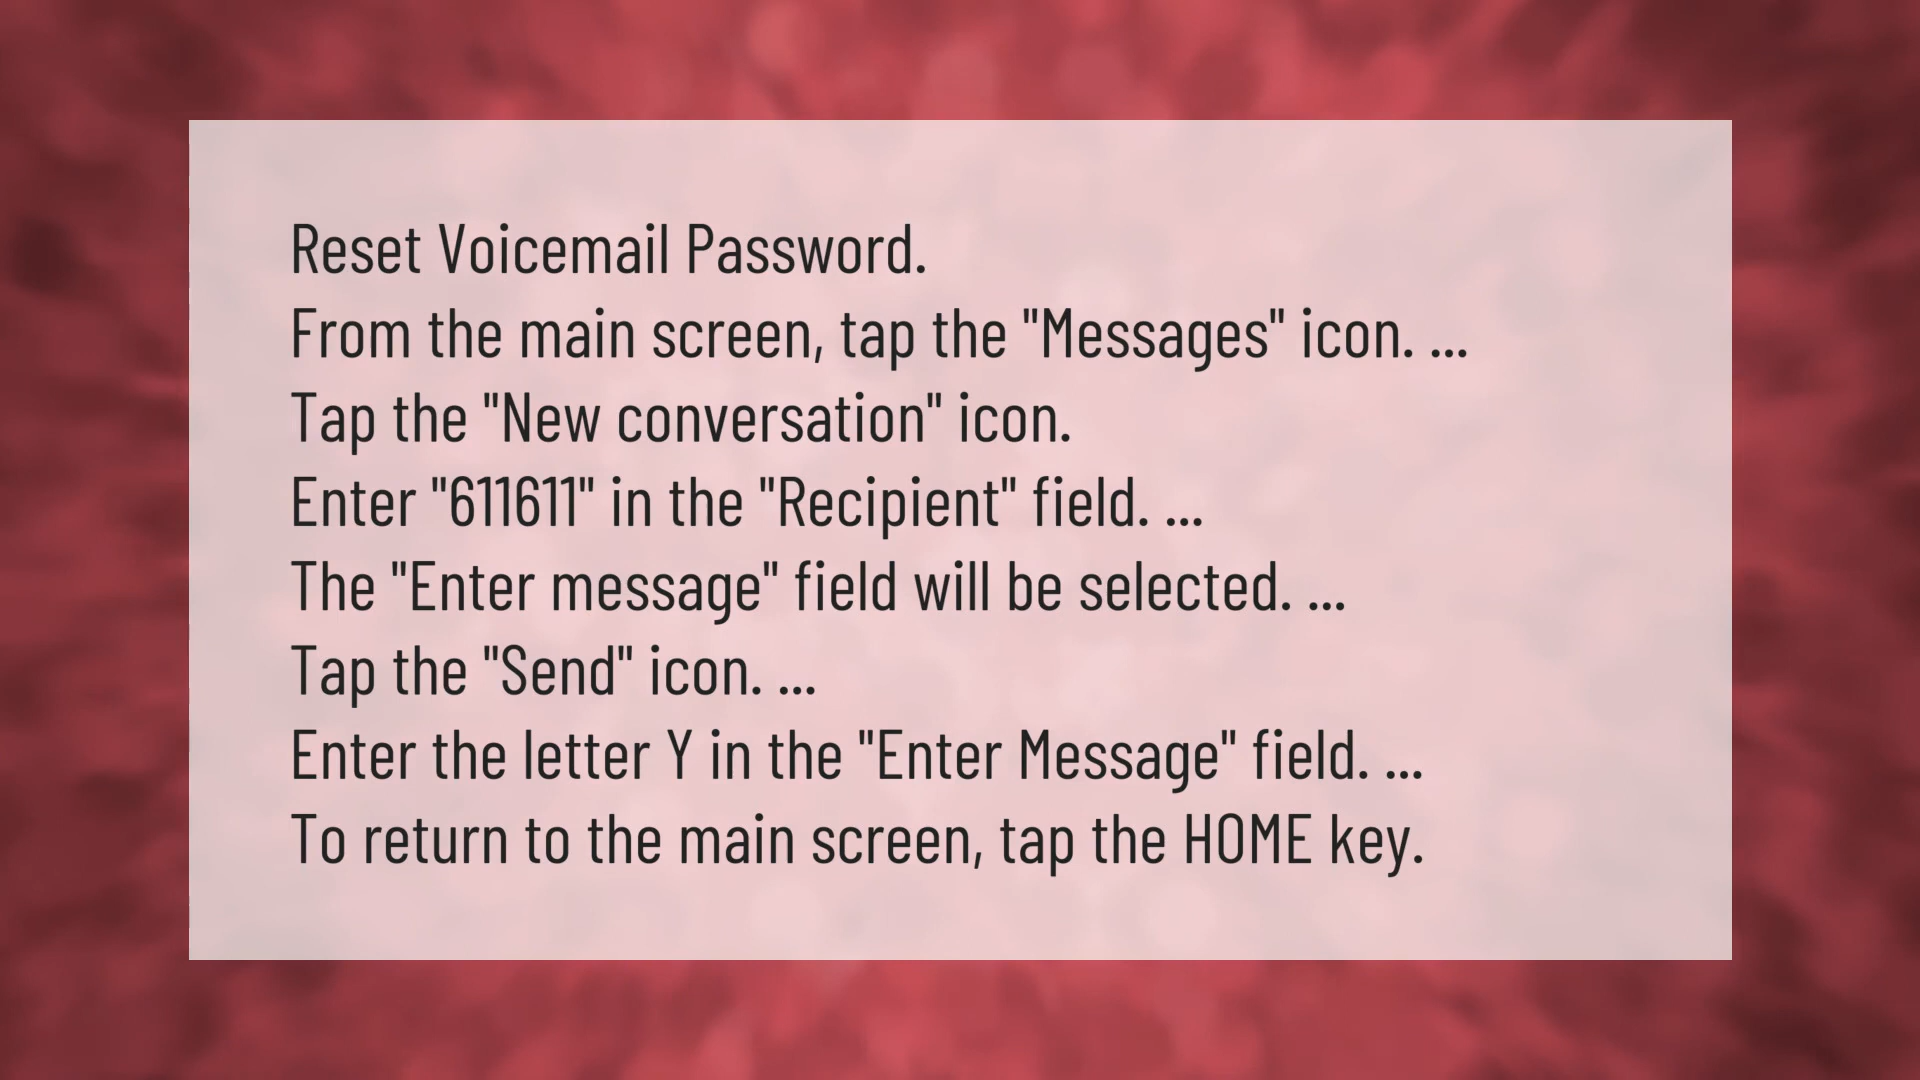 Reset Voicemail Password.
From the main screen, tap the "Messages" icon. ...
Tap the "New conversation" icon.
Enter "611611" in the "Recipient" field. ...
The "Enter message" field will be selected. ...
Tap the "Send" icon. ...
Enter the letter Y in the "Enter Message" field. ...
To return to the main screen, tap the HOME key.